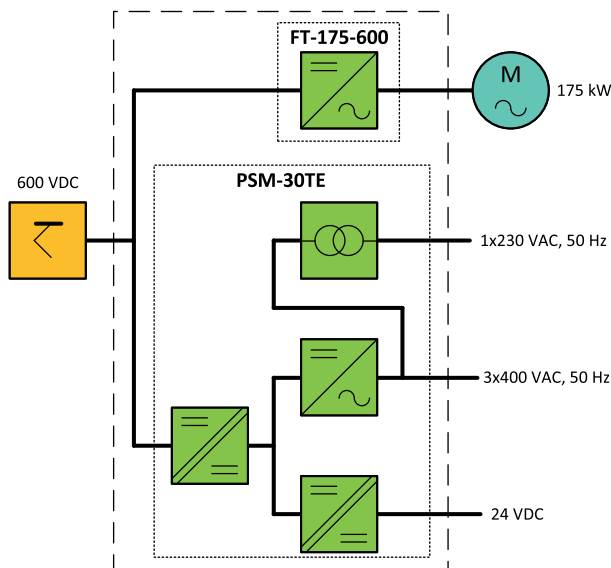 FT-175-600
M
175 kW
600 VDC
PSM-30TE
1x230 VAC, 50 Hz
3x400 VAC, 50 Hz
24 VDC